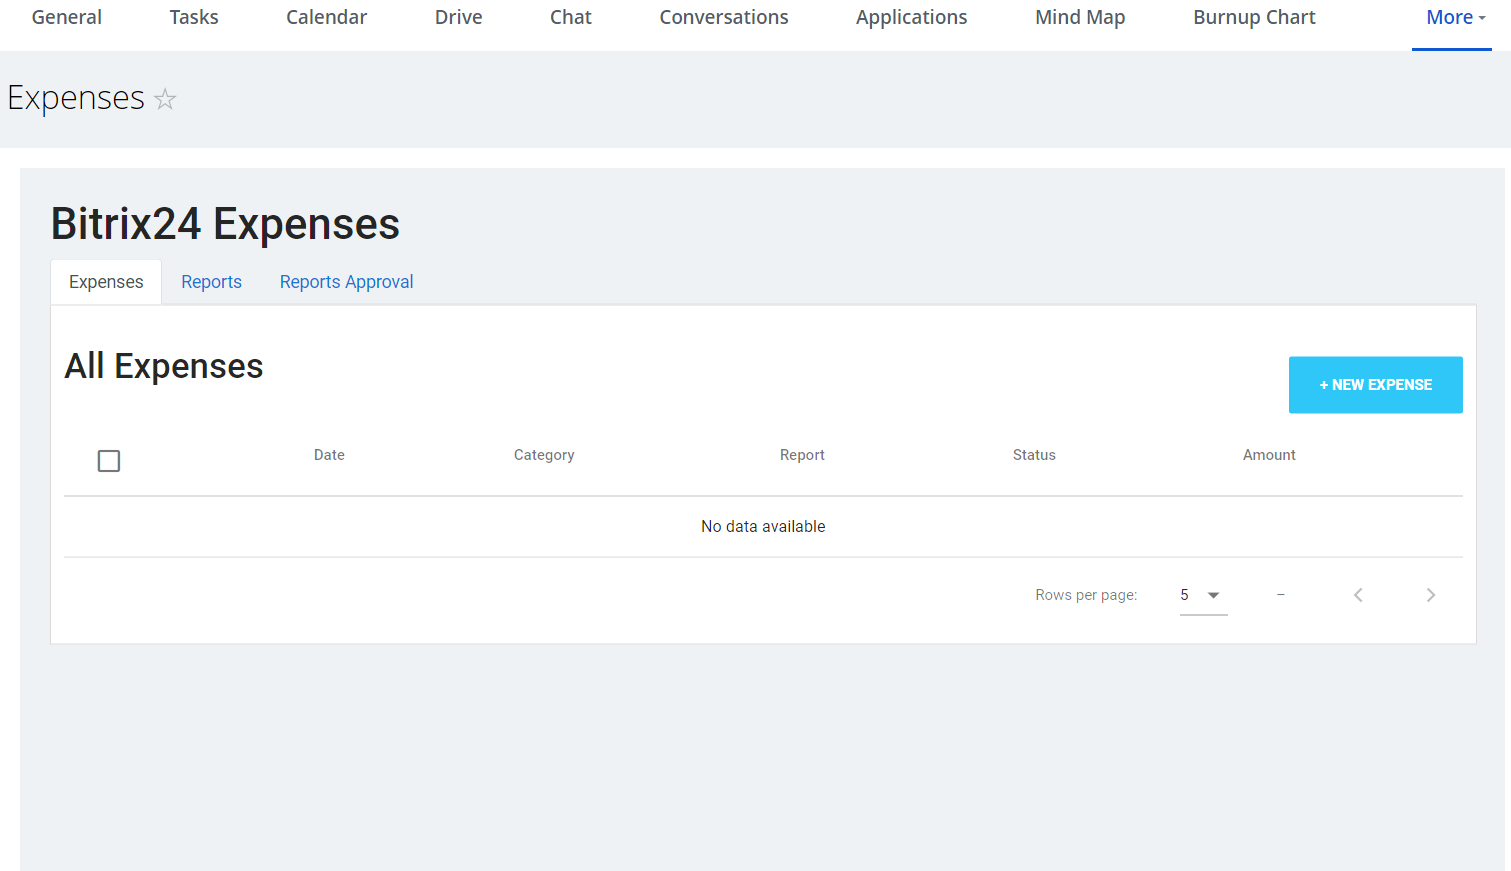 General Tasks Calendar Drive Chat Conversations Applications Mind Map Burnup Chart More
Expenses
Bitrix24 Expenses
Expenses Reports Reports Approval
All Expenses
+ NEW EXPENSE
Date Category Report Status Amount
No data available
Rows per page: 5 –